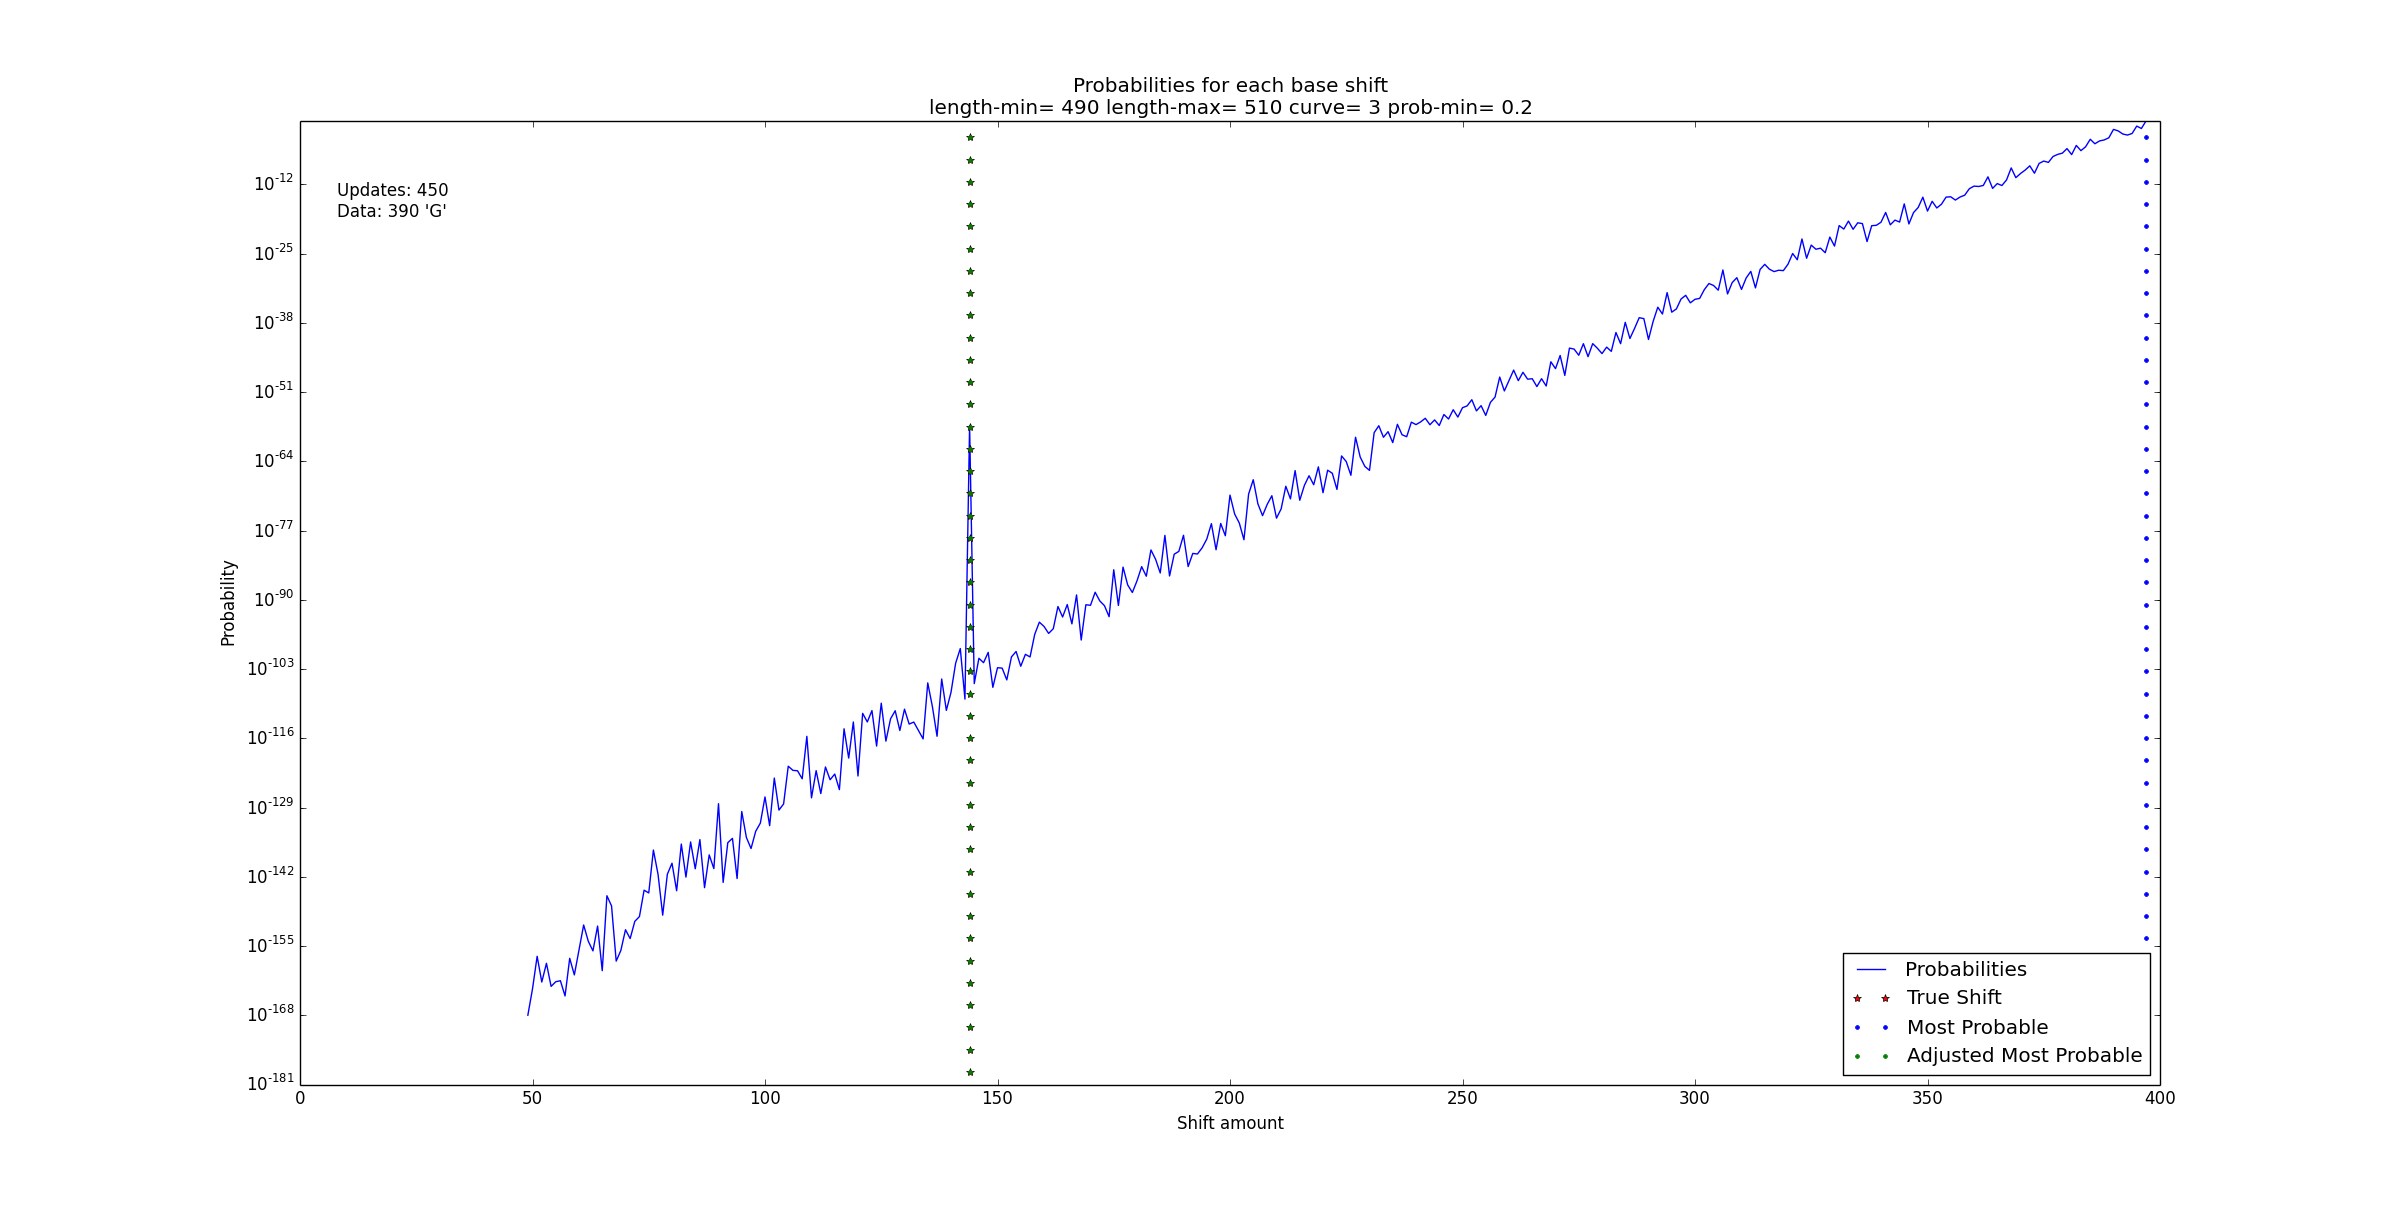 Probabilities for each base shift
length-min= 490 length-max= 510 curve= 3 prob-min= 0.2
Updates: 450
Data: 390 'G'
10^-12
10^-25
10^-38
10^-51
10^-64
10^-77
10^-90
10^-103
10^-116
10^-129
10^-142
10^-155
10^-168
10^-181
Probability
0 50 100 150 200 250 300 350 400
Shift amount
Probabilities
True Shift
Most Probable
Adjusted Most Probable